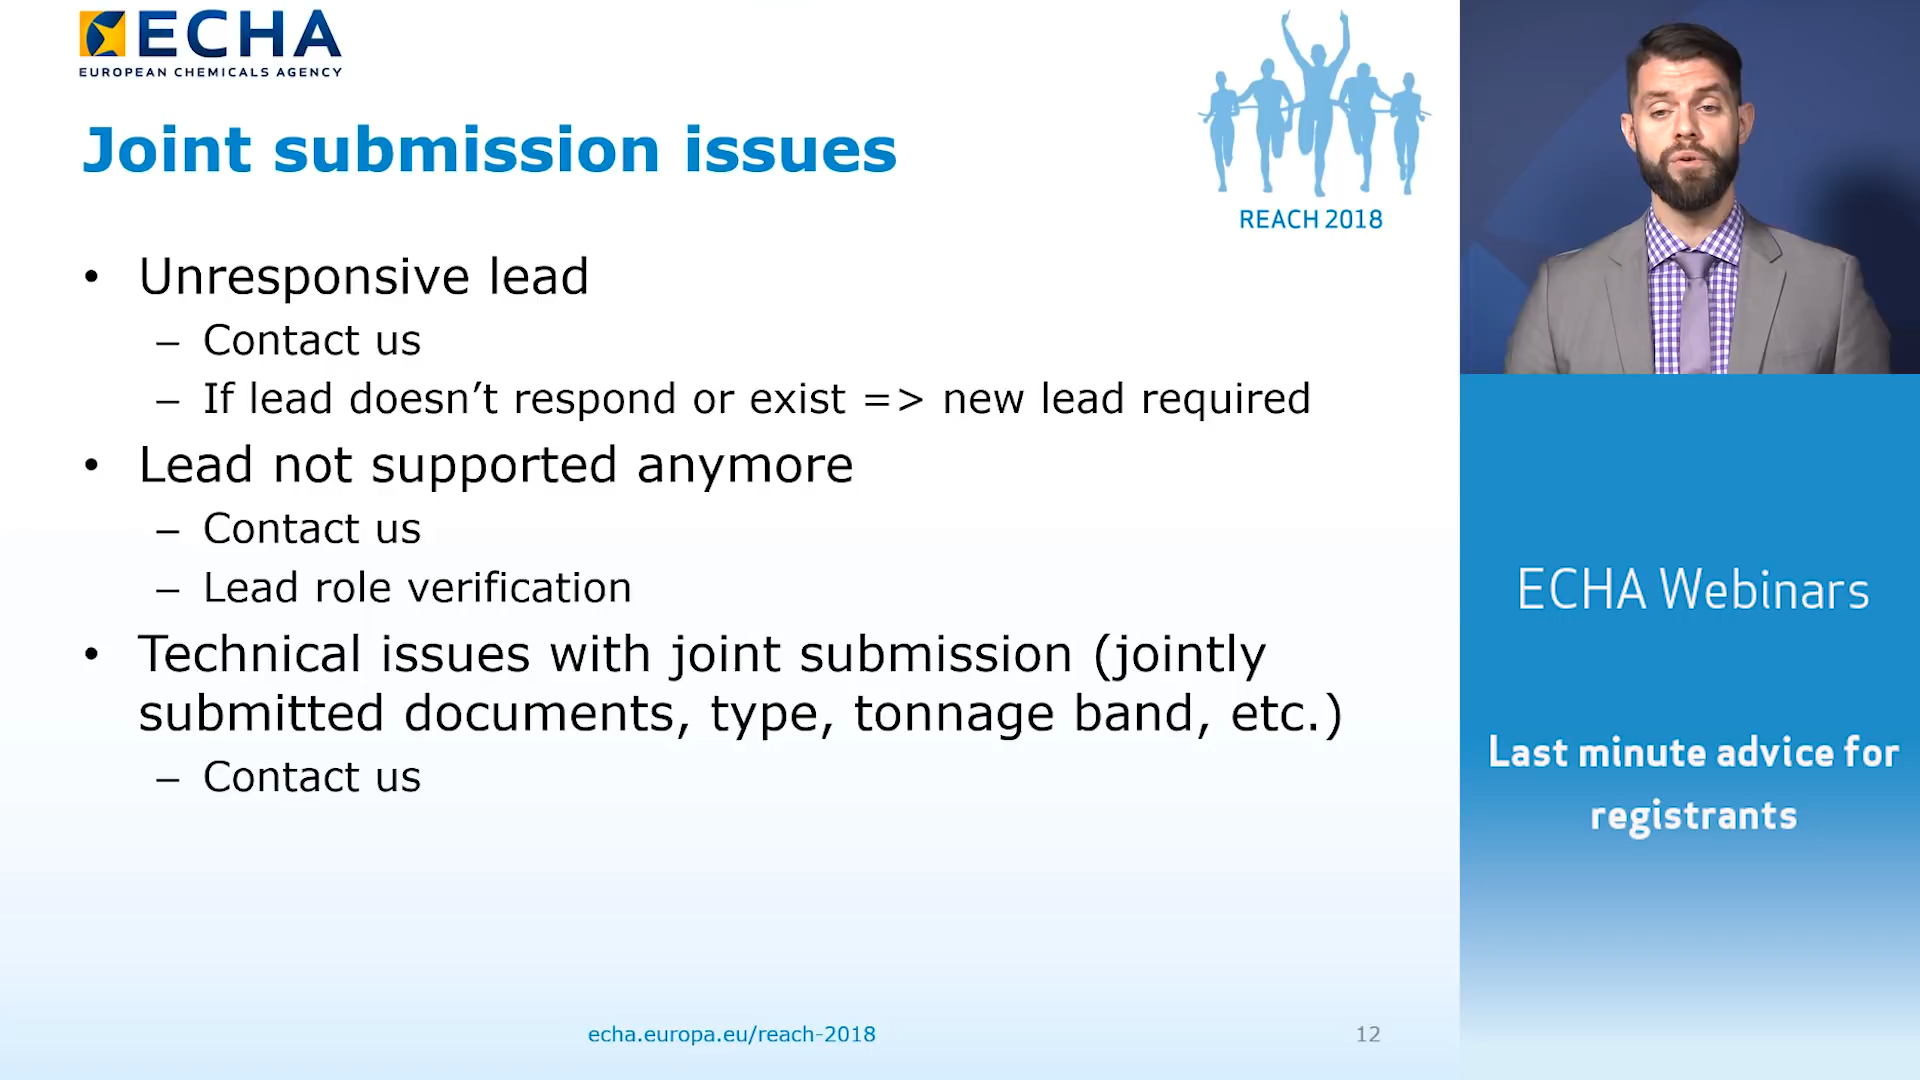 ECHA
EUROPEAN CHEMICALS AGENCY
Joint submission issues
REACH 2018
• Unresponsive lead
– Contact us
– If lead doesn’t respond or exist => new lead required
• Lead not supported anymore
– Contact us
– Lead role verification
• Technical issues with joint submission (jointly
submitted documents, type, tonnage band, etc.)
– Contact us
echa.europa.eu/reach-2018
12
ECHA Webinars
Last minute advice for
registrants